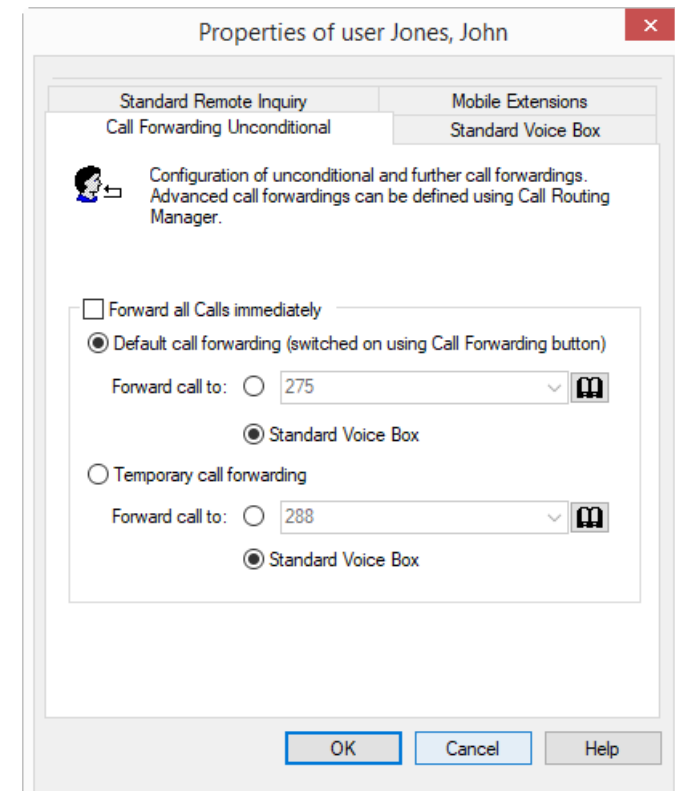 Properties of user Jones, John
Standard Remote Inquiry
Mobile Extensions
Call Forwarding Unconditional
Standard Voice Box
Configuration of unconditional and further call forwardings.
Advanced call forwardings can be defined using Call Routing
Manager.
Forward all Calls immediately
Default call forwarding (switched on using Call Forwarding button)
Forward call to:
275
Standard Voice Box
Temporary call forwarding
Forward call to:
288
Standard Voice Box
OK
Cancel
Help